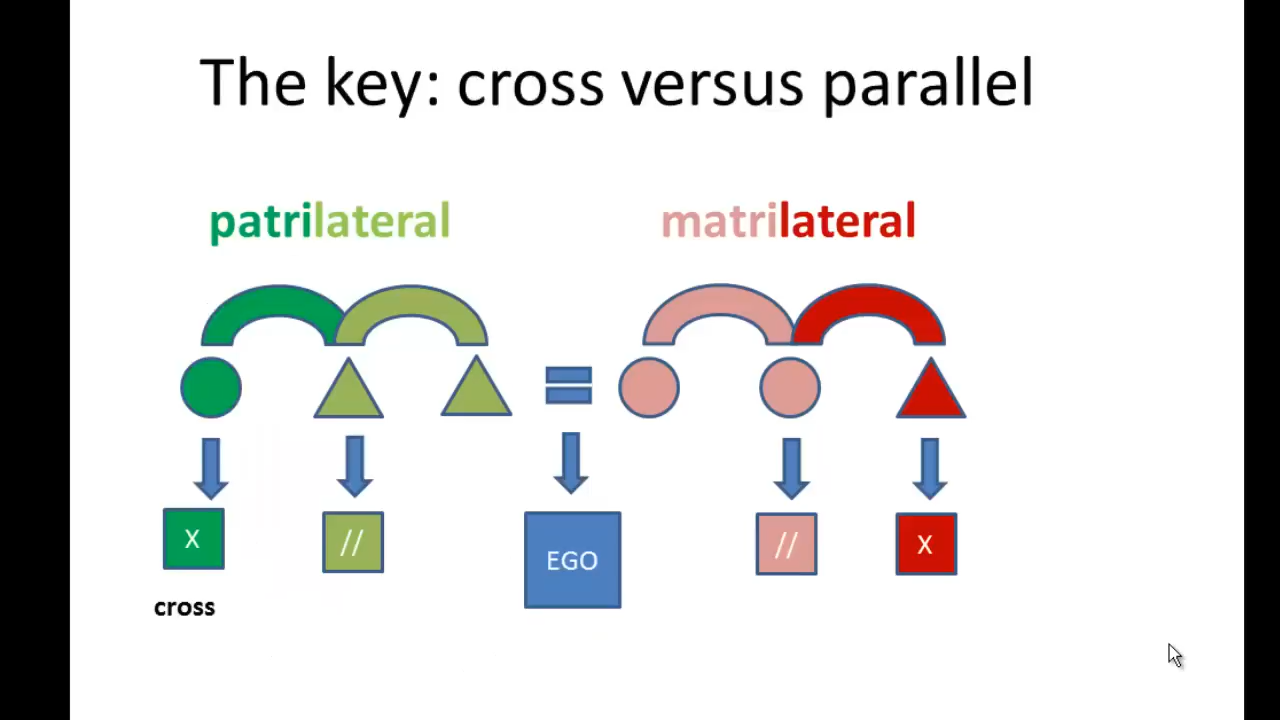 The key: cross versus parallel
patrilateral matrilateral
X // EGO // X
cross